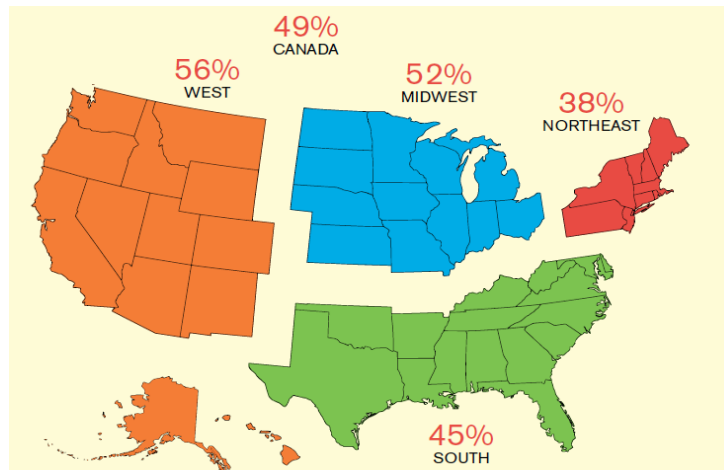 49%
CANADA
56%
WEST
52%
MIDWEST
38%
NORTHEAST
45%
SOUTH